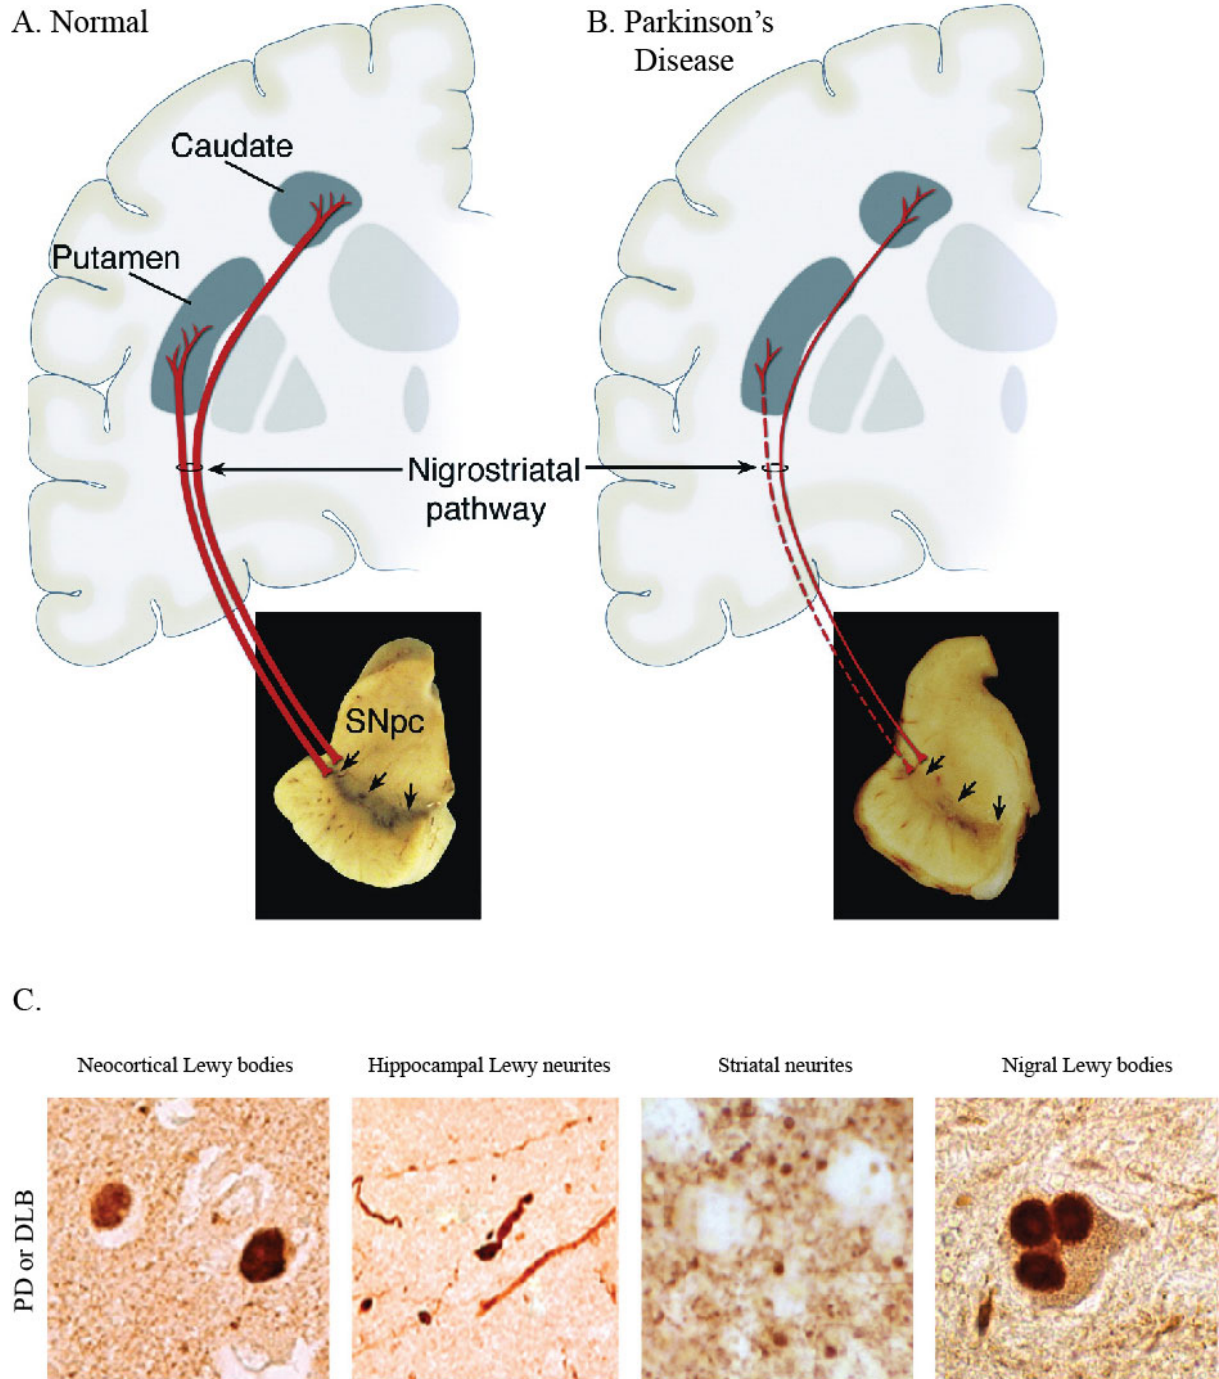 A. Normal
B. Parkinson’s
Disease
Caudate
Putamen
Nigrostriatal
pathway
SNpc
C.
Neocortical Lewy bodies
Hippocampal Lewy neurites
Striatal neurites
Nigral Lewy bodies
PD or DLB